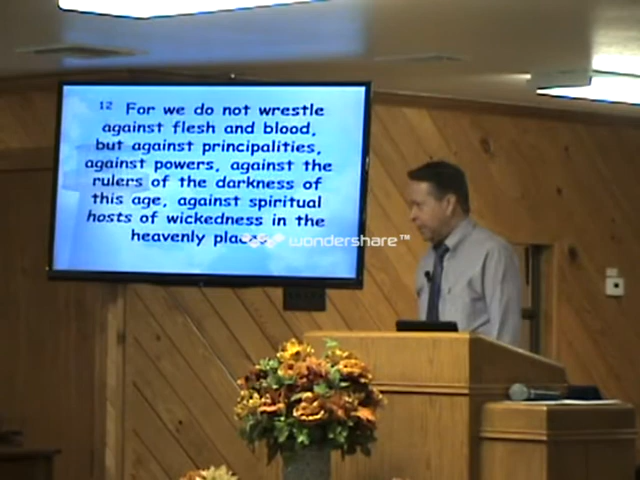 12 For we do not wrestle
against flesh and blood,
but against principalities,
against powers, against the
rulers of the darkness of
this age, against spiritual
hosts of wickedness in the
heavenly
wondershare™